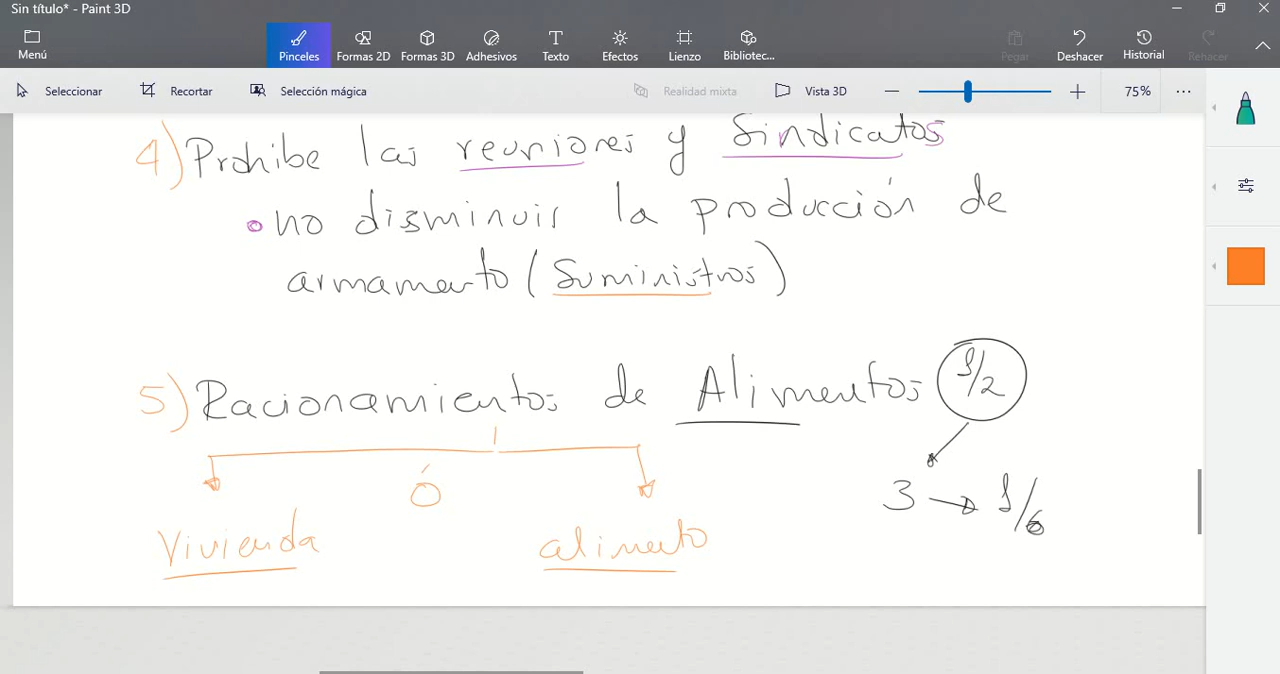 Sin título* - Paint 3D
Menú
Pinceles
Formas 2D
Formas 3D
Adhesivos
Texto
Efectos
Lienzo
Bibliotec...
Pegar
Deshacer
Historial
Rehacer
Seleccionar
Recortar
Selección mágica
Realidad mixta
Vista 3D
75%
4) Prohibe las reuniones y Sindicatos
no disminuir la producción de
armamento (Suministros)
5) Racionamientos de Alimentos S/2
3 → S/6
ó
Vivienda alimento